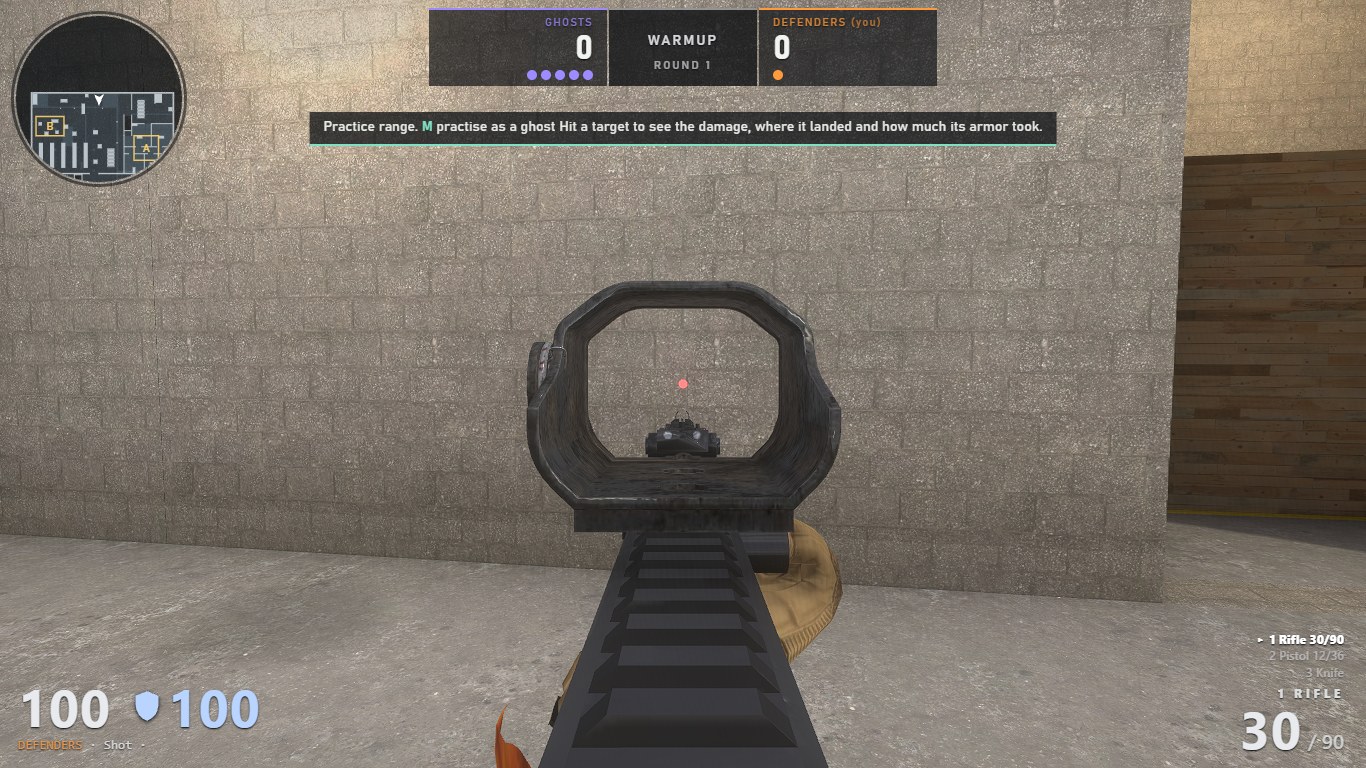 GHOSTS
0
WARMUP
ROUND 1
DEFENDERS (you)
0
B
A
Practice range. M practise as a ghost Hit a target to see the damage, where it landed and how much its armor took.
▸ 1 Rifle 30/90
2 Pistol 12/36
3 Knife
1 RIFLE
30 / 90
100 100
DEFENDERS · Shot ·